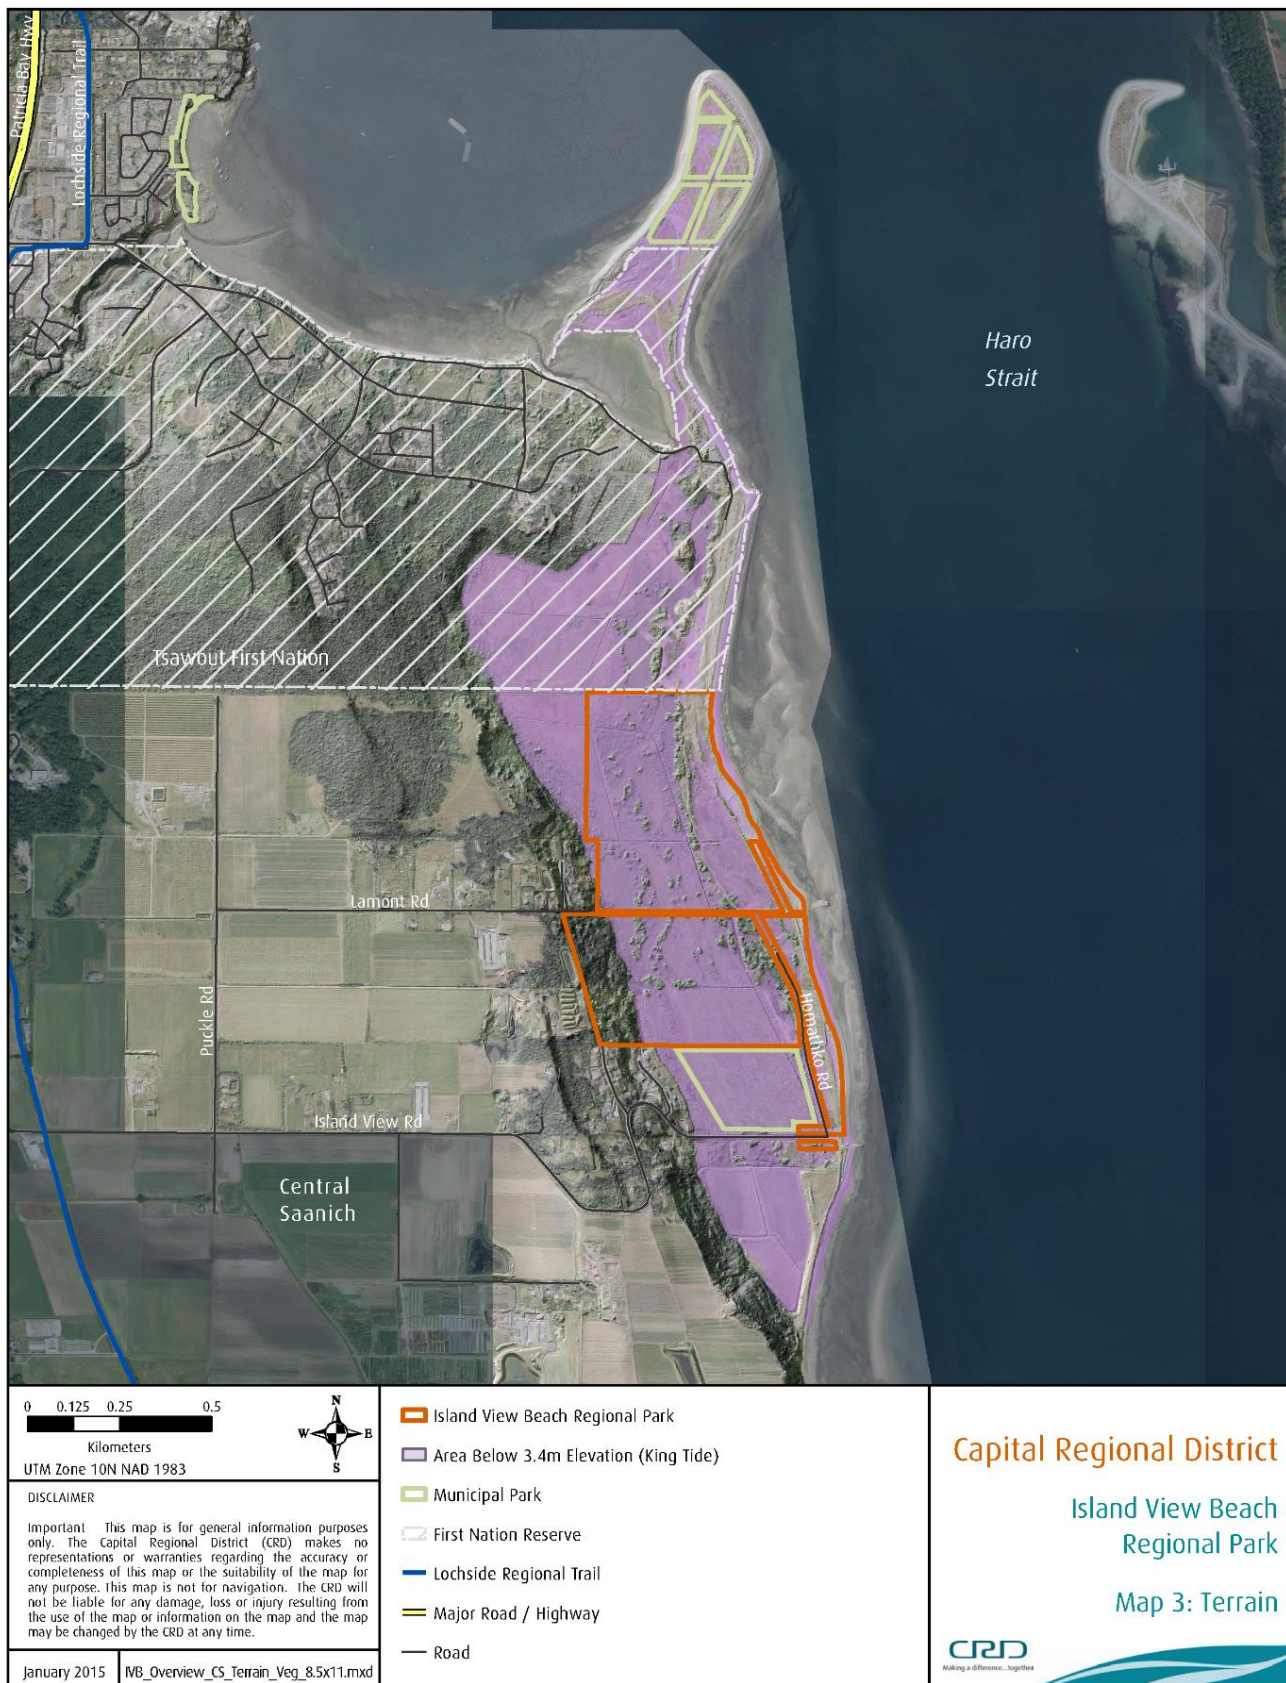 Patricia Bay Hwy
Lochside Regional Trail
Haro
Strait
Tsawout First Nation
Lamont Rd
Puckle Rd
Homathko Rd
Island View Rd
Central
Saanich
0 0.125 0.25 0.5
Kilometers
UTM Zone 10N NAD 1983
N
W E
S
DISCLAIMER
Important This map is for general information purposes
only. The Capital Regional District (CRD) makes no
representations or warranties regarding the accuracy or
completeness of this map or the suitability of the map for
any purpose. This map is not for navigation. The CRD will
not be liable for any damage, loss or injury resulting from
the use of the map or information on the map and the map
may be changed by the CRD at any time.
January 2015
IVB_Overview_CS_Terrain_Veg_8.5x11.mxd
Island View Beach Regional Park
Area Below 3.4m Elevation (King Tide)
Municipal Park
First Nation Reserve
Lochside Regional Trail
Major Road / Highway
Road
Capital Regional District
Island View Beach
Regional Park
Map 3: Terrain
CRD
Making a difference...together